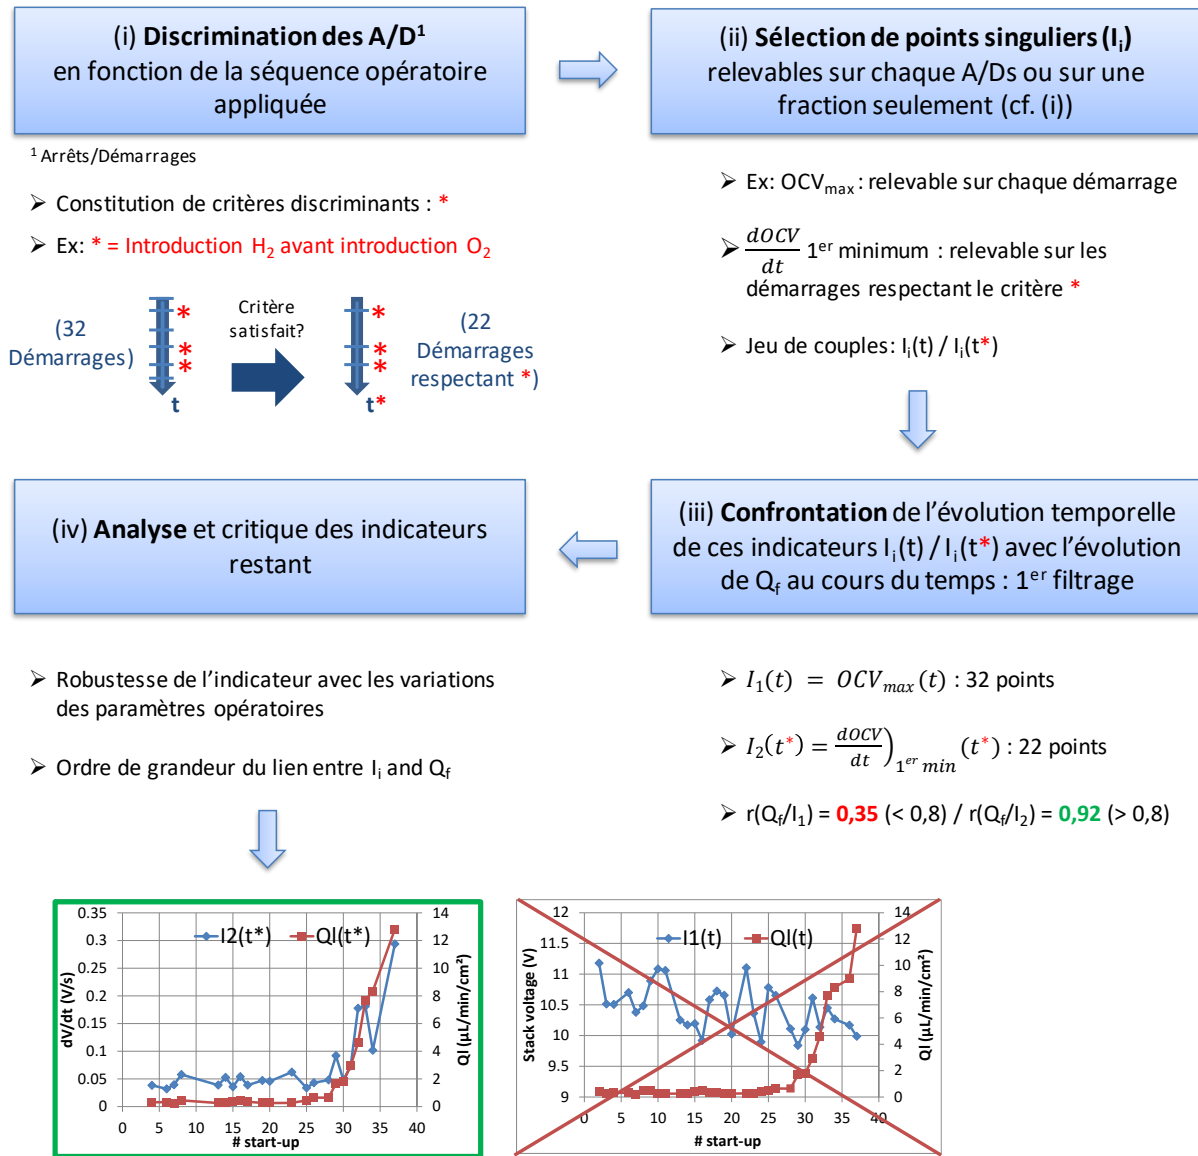 (i) Discrimination des A/D¹
en fonction de la séquence opératoire
appliquée
(ii) Sélection de points singuliers (Iᵢ)
relevables sur chaque A/Ds ou sur une
fraction seulement (cf. (i))
¹ Arrêts/Démarrages
➢ Constitution de critères discriminants : *
➢ Ex: * = Introduction H₂ avant introduction O₂
(32
Démarrages)
*
*
*
t
Critère
satisfait?
*
*
*
t*
(22
Démarrages
respectant *)
➢ Ex: OCVmax : relevable sur chaque démarrage
➢ dOCV/dt 1er minimum : relevable sur les
démarrages respectant le critère *
➢ Jeu de couples: Iᵢ(t) / Iᵢ(t*)
(iv) Analyse et critique des indicateurs
restant
(iii) Confrontation de l'évolution temporelle
de ces indicateurs Iᵢ(t) / Iᵢ(t*) avec l'évolution
de Qf au cours du temps : 1er filtrage
➢ Robustesse de l'indicateur avec les variations
des paramètres opératoires
➢ Ordre de grandeur du lien entre Iᵢ and Qf
➢ I₁(t) = OCVmax(t) : 32 points
➢ I₂(t*) = dOCV/dt)1er min (t*) : 22 points
➢ r(Qf/I₁) = 0,35 (< 0,8) / r(Qf/I₂) = 0,92 (> 0,8)
I2(t*) Ql(t*)
dV/dt (V/s)
0.35
0.3
0.25
0.2
0.15
0.1
0.05
0
14
12
10
8
6
4
2
0
Ql (µL/min/cm²)
0 5 10 15 20 25 30 35 40
# start-up
I1(t) Ql(t)
Stack voltage (V)
12
11.5
11
10.5
10
9.5
9
14
12
10
8
6
4
2
0
Ql (µL/min/cm²)
0 5 10 15 20 25 30 35 40
# start-up